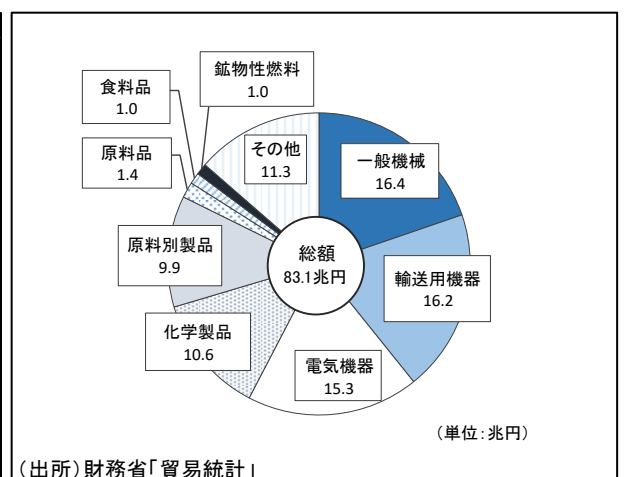 鉱物性燃料
1.0
食料品
1.0
原料品
1.4
その他
11.3
一般機械
16.4
原料別製品
9.9
総額
83.1兆円
輸送用機器
16.2
化学製品
10.6
電気機器
15.3
(単位:兆円)
(出所)財務省「貿易統計」